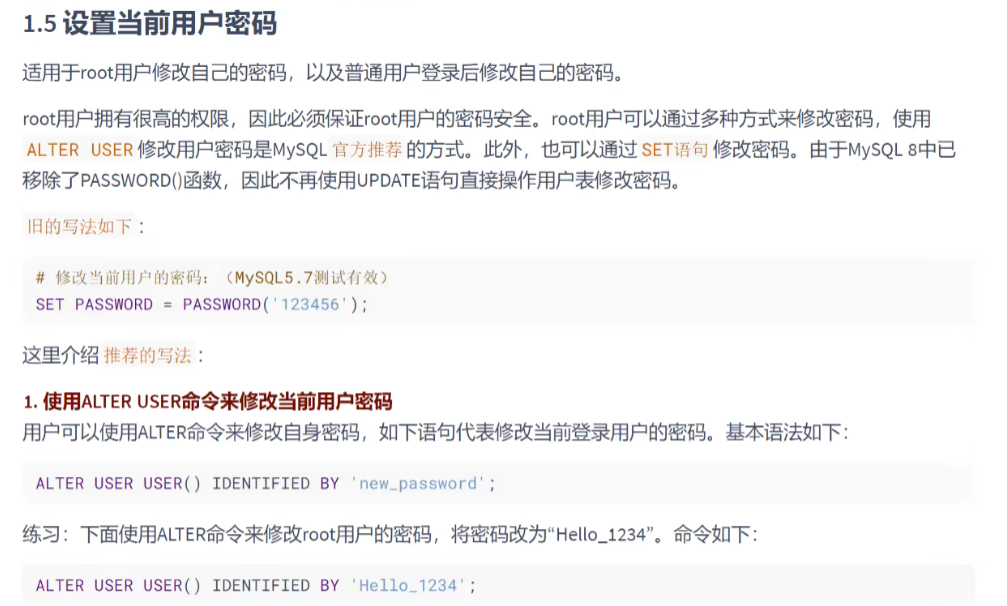 1.5 设置当前用户密码
适用于root用户修改自己的密码，以及普通用户登录后修改自己的密码。
root用户拥有很高的权限，因此必须保证root用户的密码安全。root用户可以通过多种方式来修改密码，使用
ALTER USER 修改用户密码是MySQL 官方推荐 的方式。此外，也可以通过 SET语句 修改密码。由于MySQL 8中已
移除了PASSWORD()函数，因此不再使用UPDATE语句直接操作用户表修改密码。
旧的写法如下 ：
# 修改当前用户的密码：（MySQL5.7测试有效）
SET PASSWORD = PASSWORD('123456');
这里介绍 推荐的写法 ：
1. 使用ALTER USER命令来修改当前用户密码
用户可以使用ALTER命令来修改自身密码，如下语句代表修改当前登录用户的密码。基本语法如下：
ALTER USER USER() IDENTIFIED BY 'new_password';
练习：下面使用ALTER命令来修改root用户的密码，将密码改为“Hello_1234”。命令如下：
ALTER USER USER() IDENTIFIED BY 'Hello_1234';